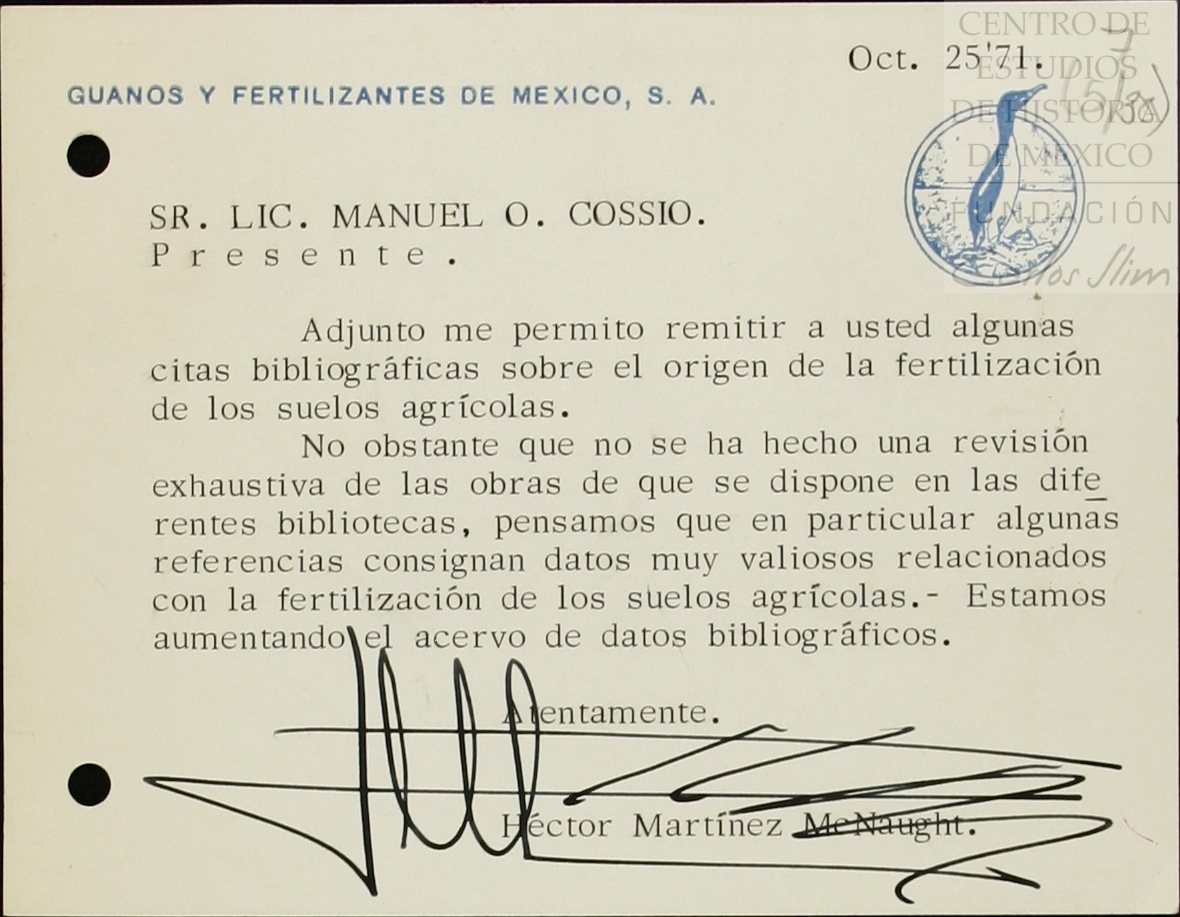 CENTRO DE
ESTUDIOS
DE HISTORIA
DE MEXICO
FUNDACIÓN
Carlos Slim
Oct. 25'71.
GUANOS Y FERTILIZANTES DE MEXICO, S. A.
SR. LIC. MANUEL O. COSSIO.
Presente.
Adjunto me permito remitir a usted algunas
citas bibliográficas sobre el origen de la fertilización
de los suelos agrícolas.
No obstante que no se ha hecho una revisión
exhaustiva de las obras de que se dispone en las dife
rentes bibliotecas, pensamos que en particular algunas
referencias consignan datos muy valiosos relacionados
con la fertilización de los suelos agrícolas.- Estamos
aumentando el acervo de datos bibliográficos.
Atentamente.
Héctor Martínez McNaught.